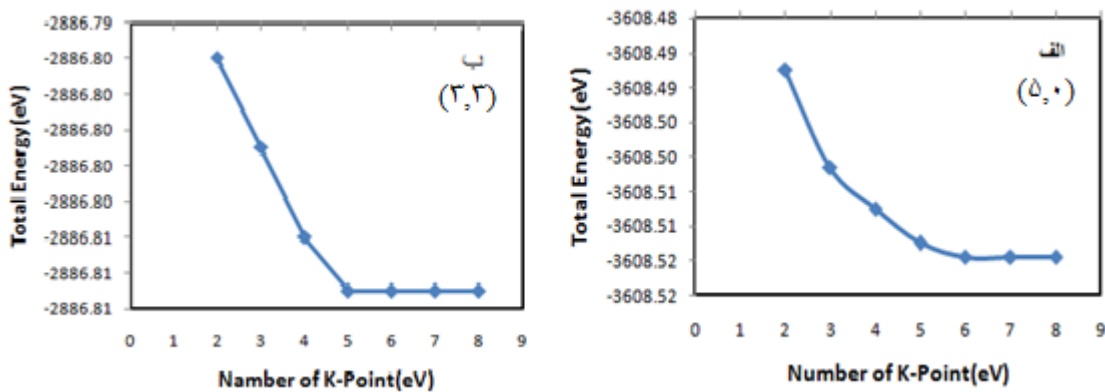 Total Energy(eV)
-2886.79
-2886.80
-2886.80
-2886.80
-2886.80
-2886.80
-2886.81
-2886.81
-2886.81
ب
(۳,۳)
0 1 2 3 4 5 6 7 8 9
Namber of K-Point(eV)
Total Energy(eV)
-3608.48
-3608.49
-3608.49
-3608.50
-3608.50
-3608.51
-3608.51
-3608.52
-3608.52
الف
(۵,۰)
0 1 2 3 4 5 6 7 8 9
Number of K-Point(eV)